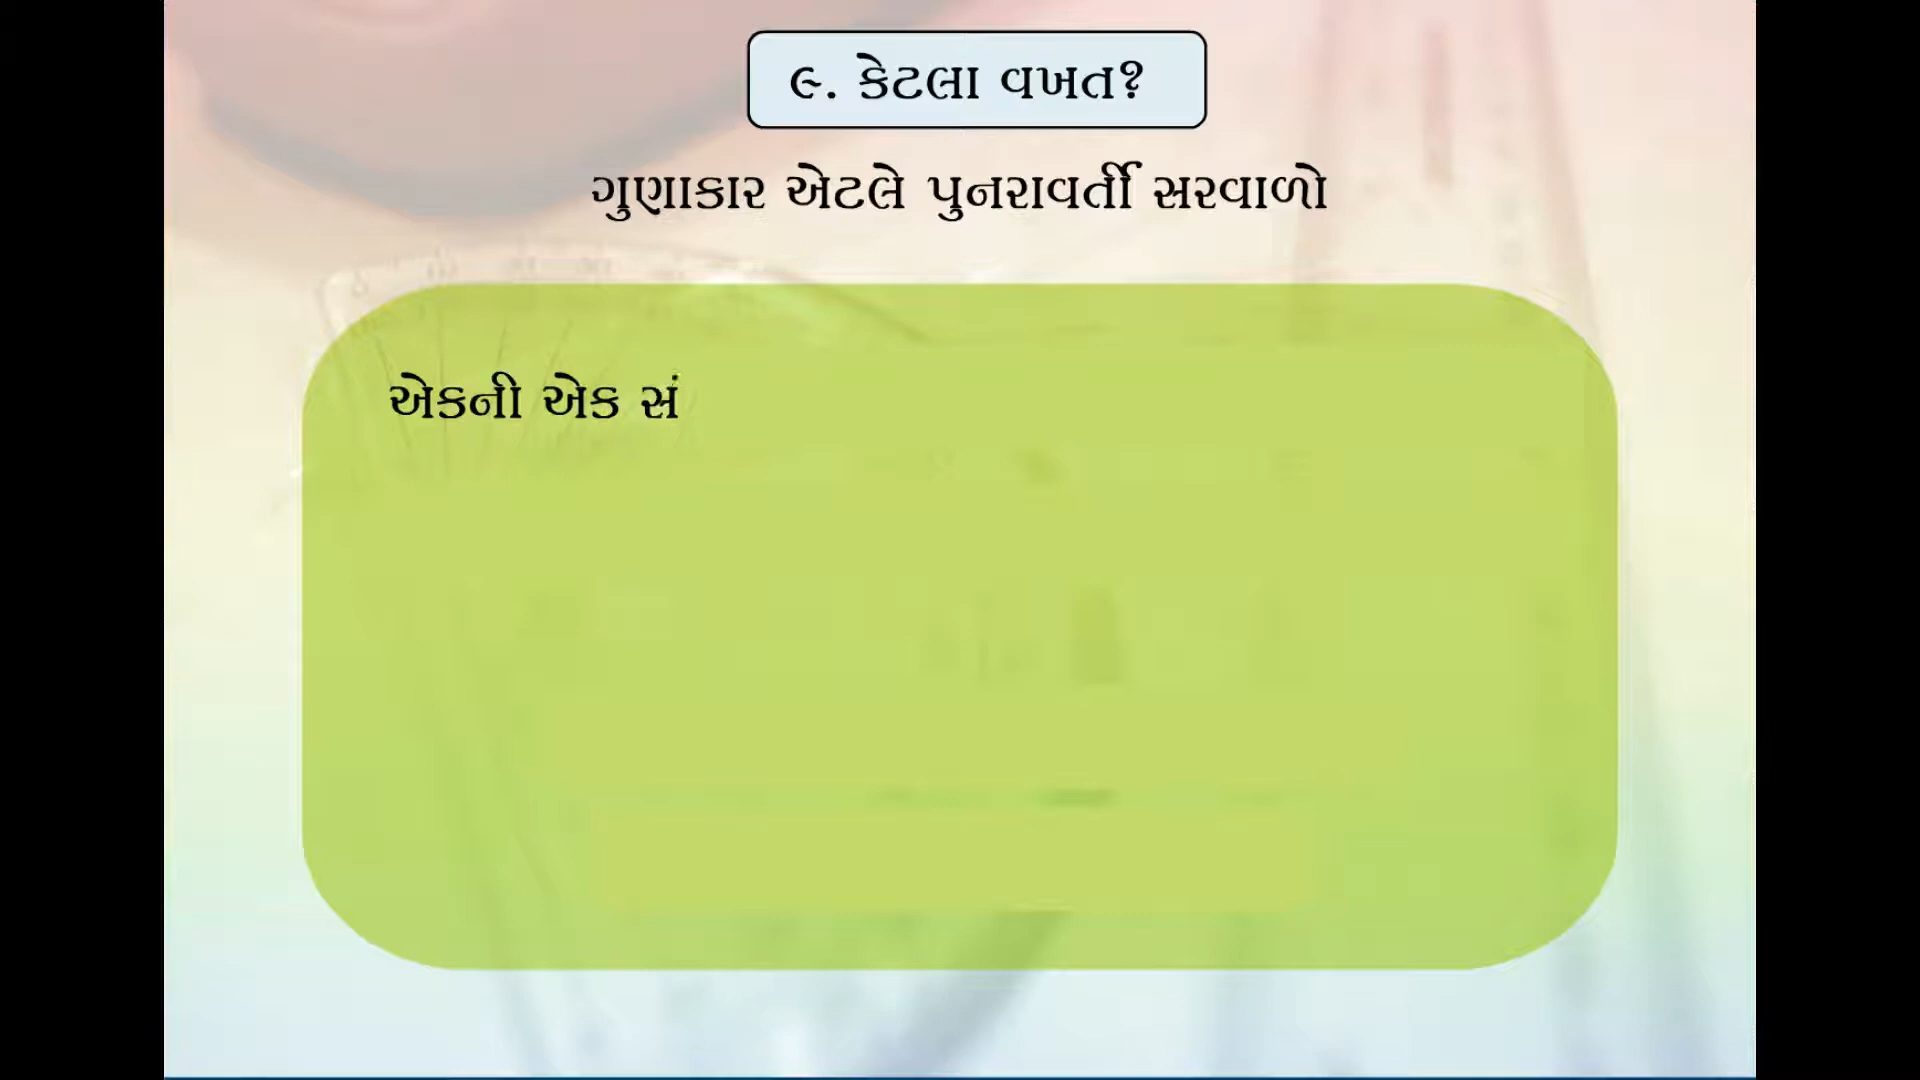 ૯. કેટલા વખત?
ગુણાકાર એટલે પુનરાવર્તી સરવાળો
એકની એક સં